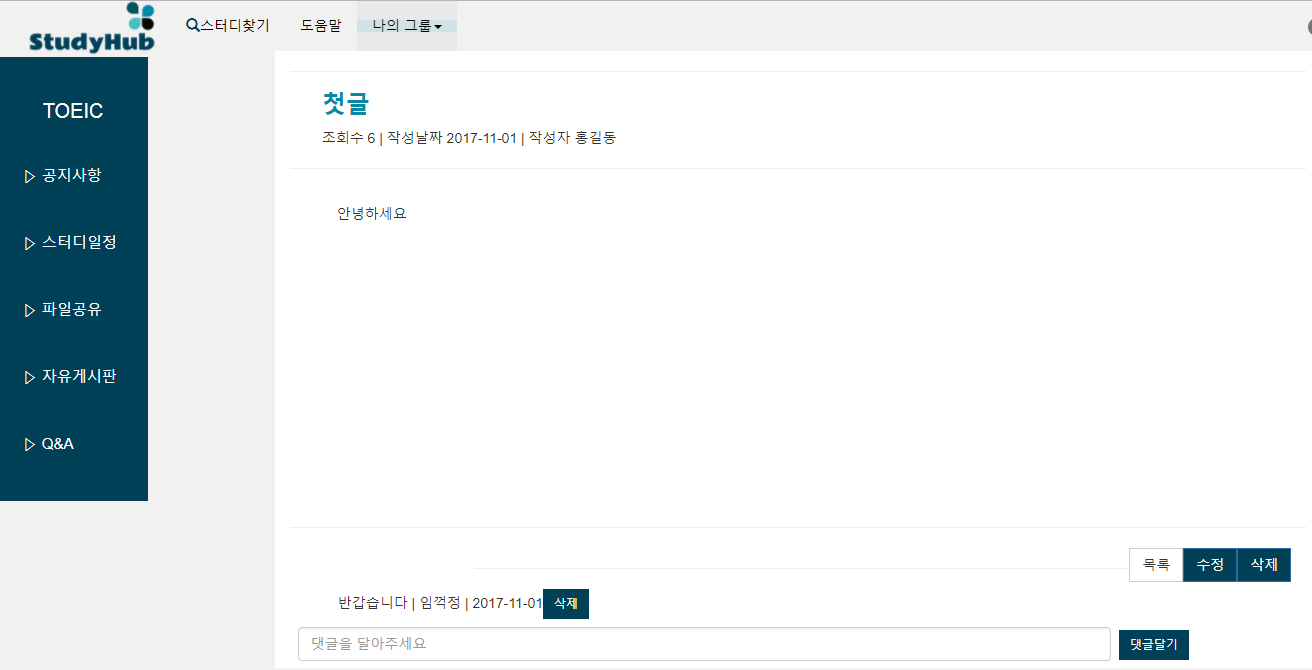 StudyHub
스터디찾기 도움말 나의 그룹
TOEIC
▷ 공지사항
▷ 스터디일정
▷ 파일공유
▷ 자유게시판
▷ Q&A
첫글
조회수 6 | 작성날짜 2017-11-01 | 작성자 홍길동
안녕하세요
목록 수정 삭제
반갑습니다 | 임꺽정 | 2017-11-01 삭제
댓글을 달아주세요 댓글달기